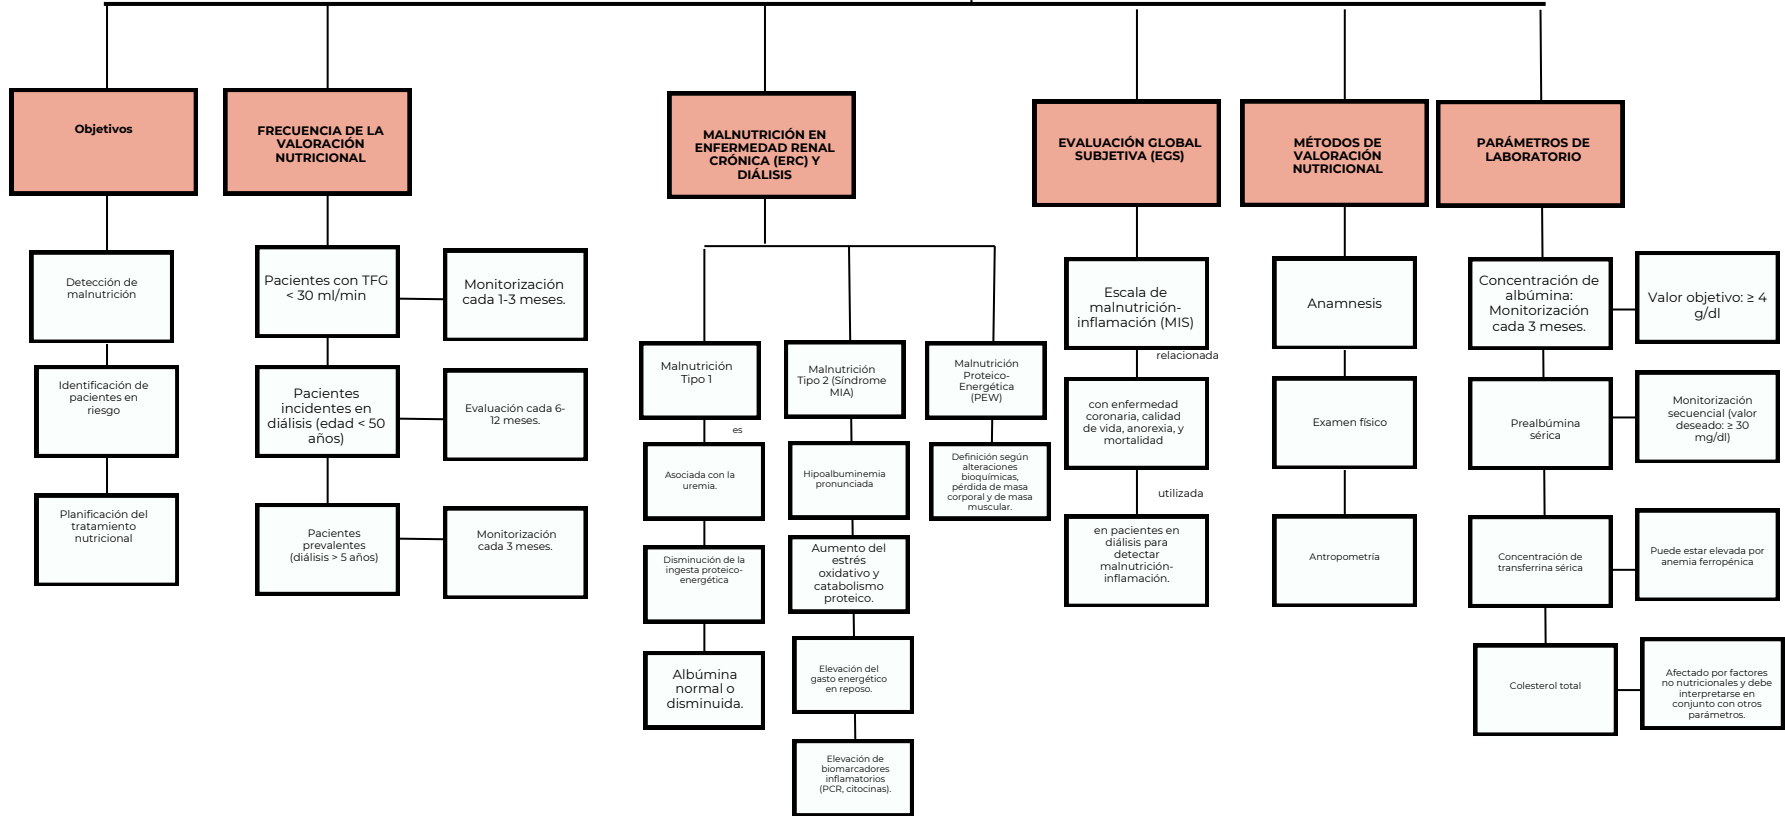 Objetivos
Detección de
malnutrición
Identificación de
pacientes en
riesgo
Planificación del
tratamiento
nutricional
FRECUENCIA DE LA
VALORACIÓN
NUTRICIONAL
Pacientes con TFG
< 30 ml/min
Monitorización
cada 1-3 meses.
Pacientes
incidentes en
diálisis (edad < 50
años)
Evaluación cada 6-
12 meses.
Pacientes
prevalentes
(diálisis > 5 años)
Monitorización
cada 3 meses.
MALNUTRICIÓN EN
ENFERMEDAD RENAL
CRÓNICA (ERC) Y
DIÁLISIS
Malnutrición
Tipo 1
es
Asociada con la
uremia.
Disminución de la
ingesta proteico-
energética
Albúmina
normal o
disminuida.
Malnutrición
Tipo 2 (Síndrome
MIA)
Hipoalbuminemia
pronunciada
Aumento del
estrés
oxidativo y
catabolismo
proteico.
Elevación del
gasto energético
en reposo.
Elevación de
biomarcadores
inflamatorios
(PCR, citocinas).
Malnutrición
Proteico-
Energética
(PEW)
Definición según
alteraciones
bioquímicas,
pérdida de masa
corporal y de masa
muscular.
EVALUACIÓN GLOBAL
SUBJETIVA (EGS)
Escala de
malnutrición-
inflamación (MIS)
relacionada
con enfermedad
coronaria, calidad
de vida, anorexia, y
mortalidad
utilizada
en pacientes en
diálisis para
detectar
malnutrición-
inflamación.
MÉTODOS DE
VALORACIÓN
NUTRICIONAL
Anamnesis
Examen físico
Antropometría
PARÁMETROS DE
LABORATORIO
Concentración de
albúmina:
Monitorización
cada 3 meses.
Valor objetivo: ≥ 4
g/dl
Prealbúmina
sérica
Monitorización
secuencial (valor
deseado: ≥ 30
mg/dl)
Concentración de
transferrina sérica
Puede estar elevada por
anemia ferropénica
Colesterol total
Afectado por factores
no nutricionales y debe
interpretarse en
conjunto con otros
parámetros.